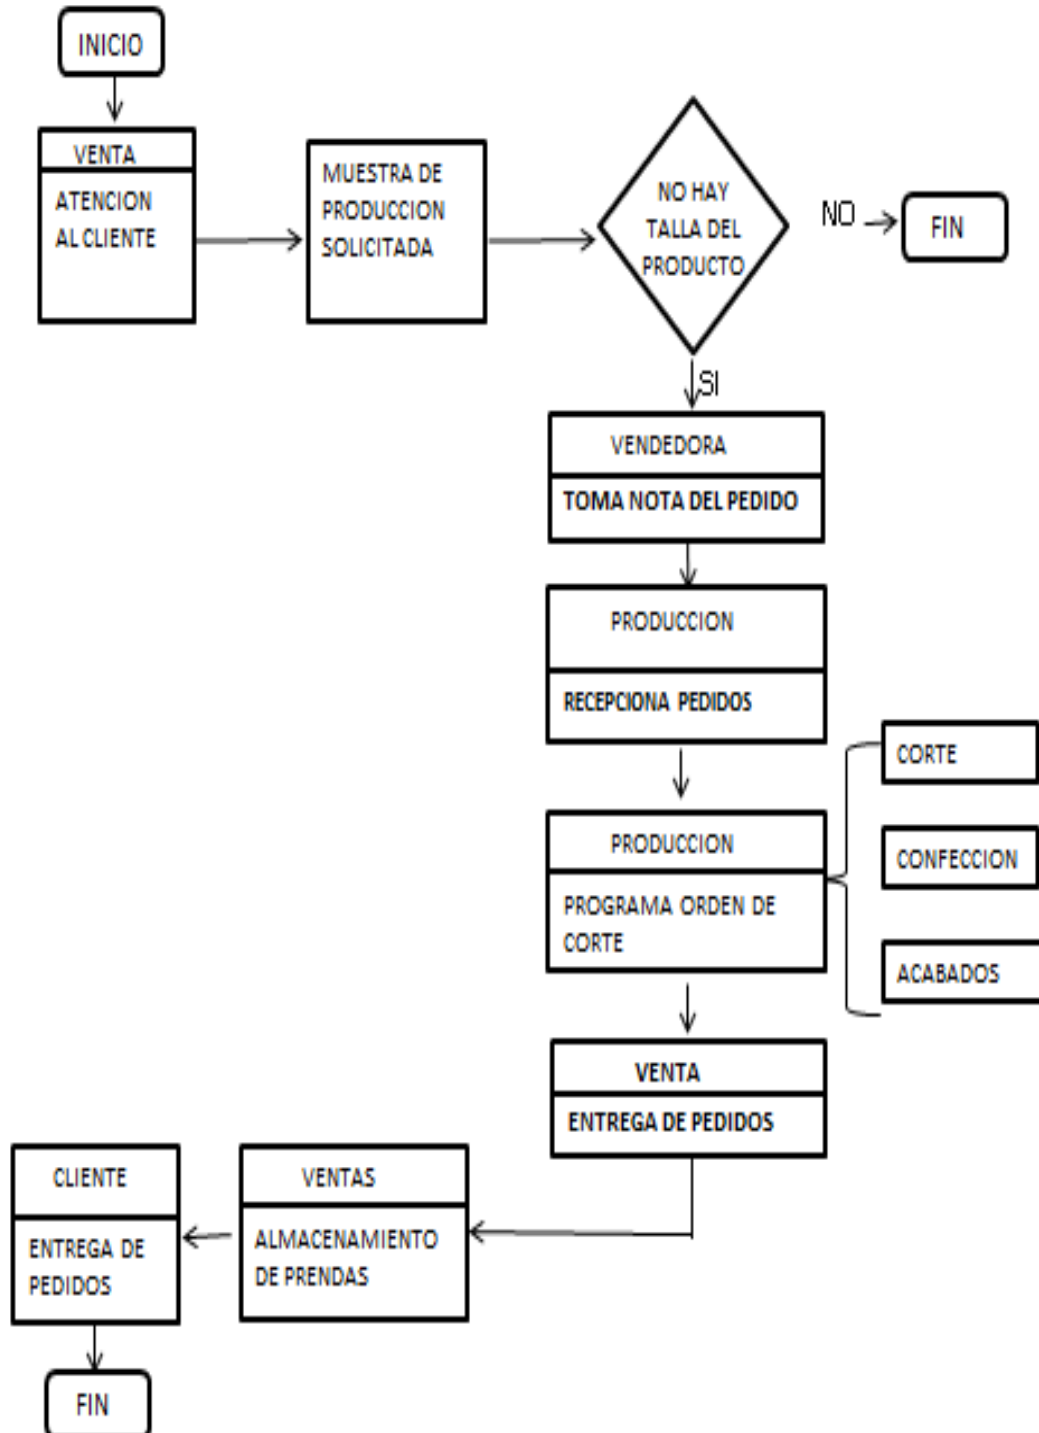 INICIO
VENTA
ATENCION
AL CLIENTE
MUESTRA DE
PRODUCCION
SOLICITADA
NO HAY
TALLA DEL
PRODUCTO
NO
FIN
SI
VENDEDORA
TOMA NOTA DEL PEDIDO
PRODUCCION
RECEPCIONA PEDIDOS
PRODUCCION
PROGRAMA ORDEN DE
CORTE
CORTE
CONFECCION
ACABADOS
VENTA
ENTREGA DE PEDIDOS
VENTAS
ALMACENAMIENTO
DE PRENDAS
CLIENTE
ENTREGA DE
PEDIDOS
FIN